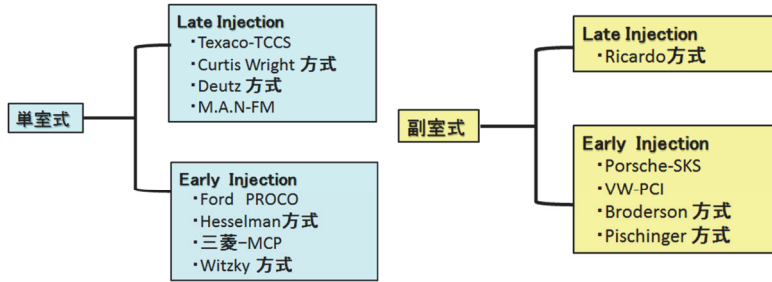 単室式
Late Injection
・Texaco-TCCS
・Curtis Wright 方式
・Deutz 方式
・M.A.N-FM
Early Injection
・Ford PROCO
・Hesselman方式
・三菱-MCP
・Witzky 方式
副室式
Late Injection
・Ricardo方式
Early Injection
・Porsche-SKS
・VW-PCI
・Broderson 方式
・Pischinger 方式